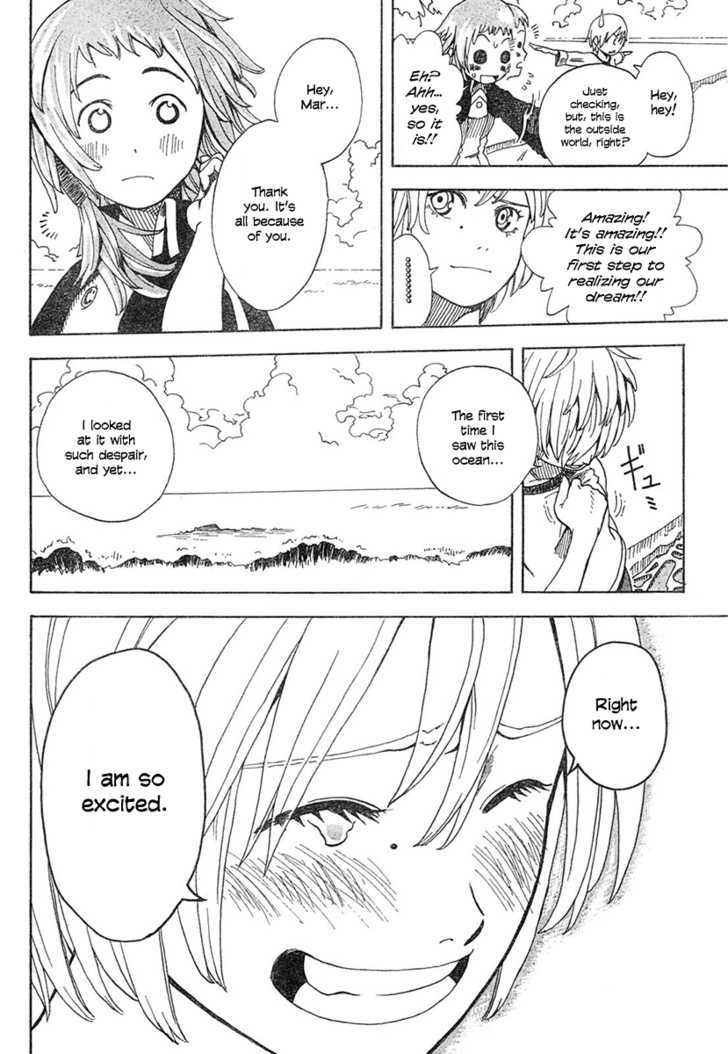 Hey,
hey!
Just
checking,
but, this is
the outside
world, right?
Eh?
Ahh...
yes,
so it
is!!
Amazing!
It's amazing!!
This is our
first step to
realizing our
dream!!
Hey,
Mar...
Thank
you. It's
all because
of you.
ギュ
The first
time I
saw this
ocean...
I looked
at it with
such despair,
and yet...
Right
now...
I am so
excited.